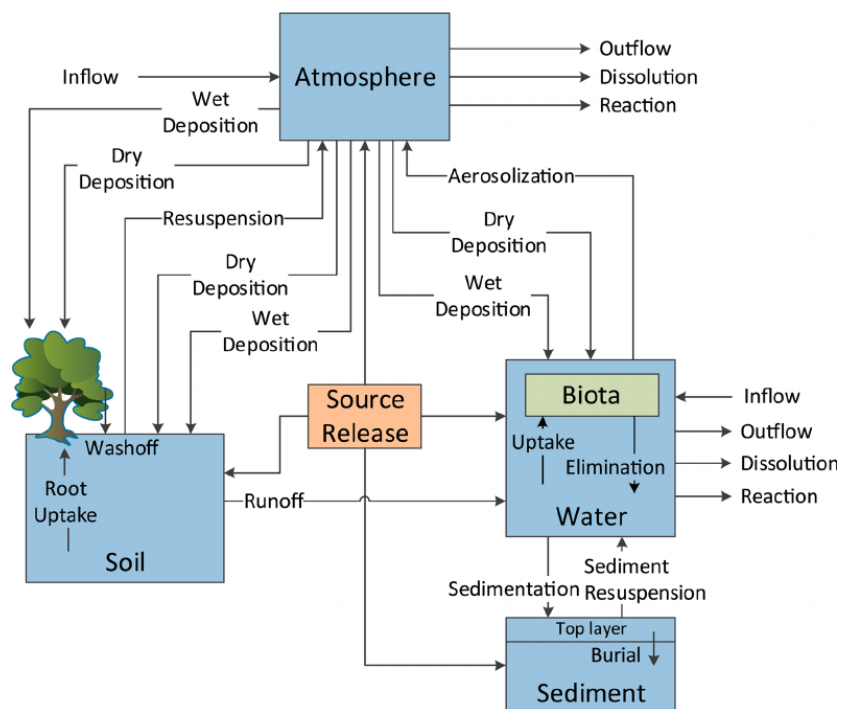 Atmosphere
Inflow
Outflow
Dissolution
Reaction
Wet
Deposition
Dry
Deposition
Resuspension
Aerosolization
Dry
Deposition
Wet
Deposition
Dry
Deposition
Wet
Deposition
Source
Release
Biota
Uptake
Elimination
Water
Inflow
Outflow
Dissolution
Reaction
Washoff
Root
Uptake
Soil
Runoff
Sedimentation
Sediment
Resuspension
Top layer
Burial
Sediment